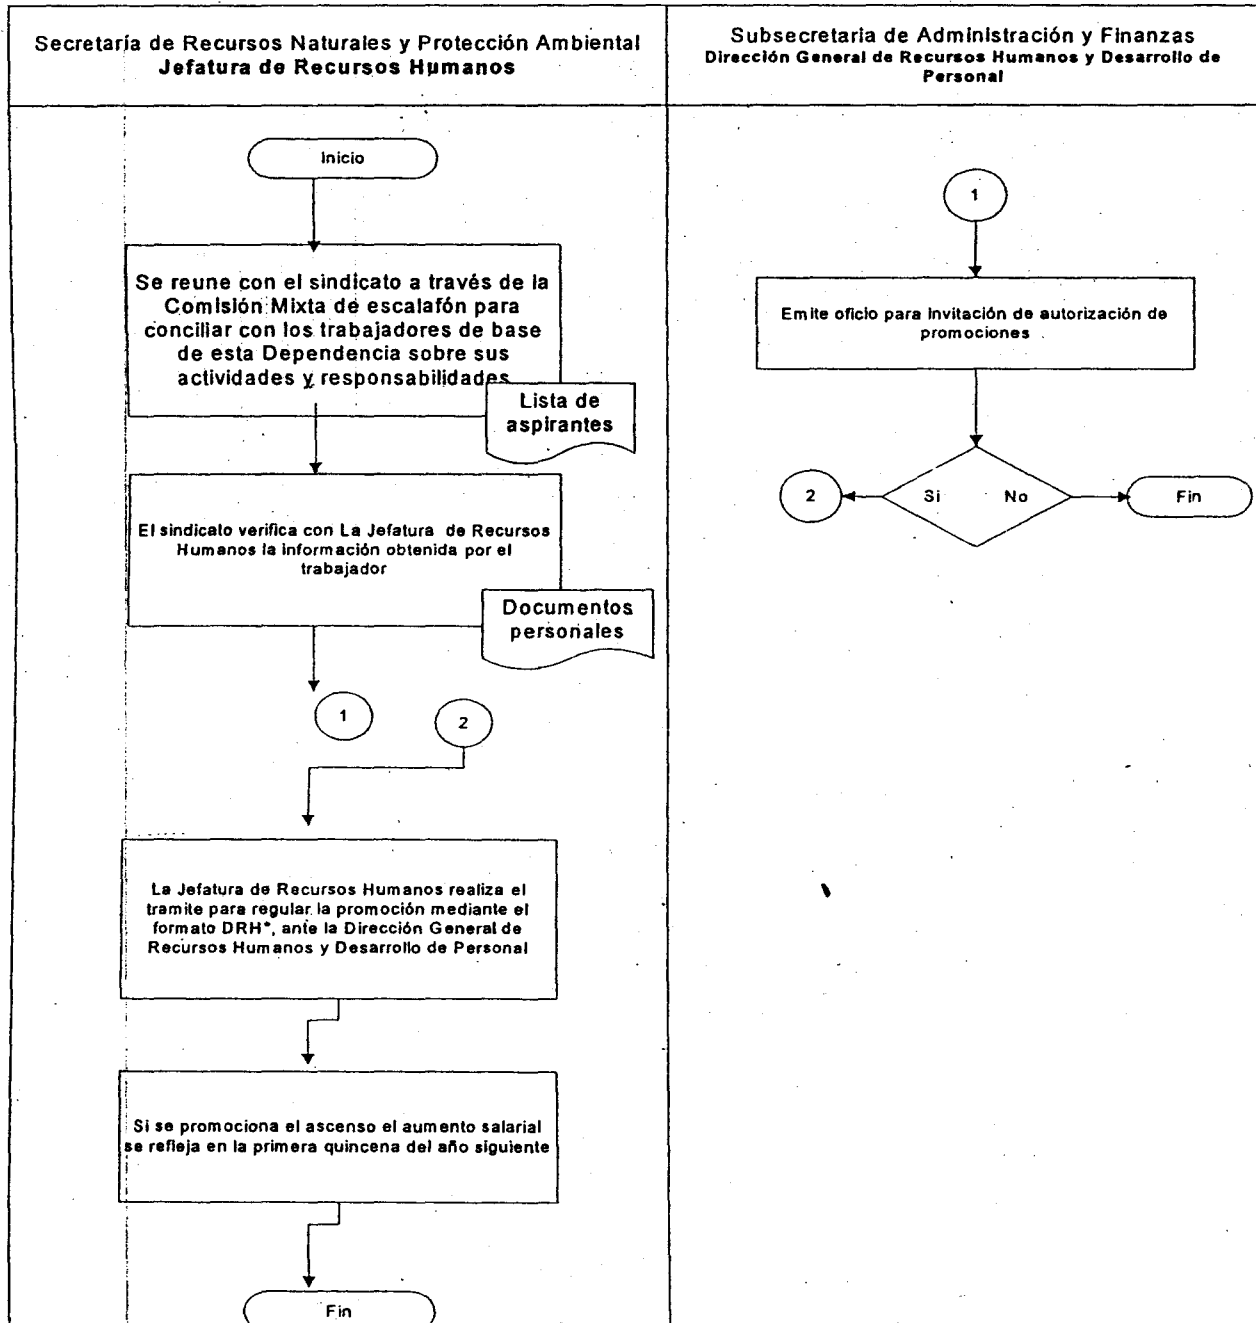 Secretaría de Recursos Naturales y Protección Ambiental
Jefatura de Recursos Humanos
Subsecretaria de Administración y Finanzas
Dirección General de Recursos Humanos y Desarrollo de
Personal
Inicio
Se reune con el sindicato a través de la
Comisión Mixta de escalafón para
conciliar con los trabajadores de base
de esta Dependencia sobre sus
actividades y responsabilidades
Lista de
aspirantes
El sindicato verifica con La Jefatura de Recursos
Humanos la información obtenida por el
trabajador
Documentos
personales
1
2
La Jefatura de Recursos Humanos realiza el
tramite para regular la promoción mediante el
formato DRH*, ante la Dirección General de
Recursos Humanos y Desarrollo de Personal
Si se promociona el ascenso el aumento salarial
se refleja en la primera quincena del año siguiente
Fin
1
Emite oficio para invitación de autorización de
promociones
2
Si
No
Fin